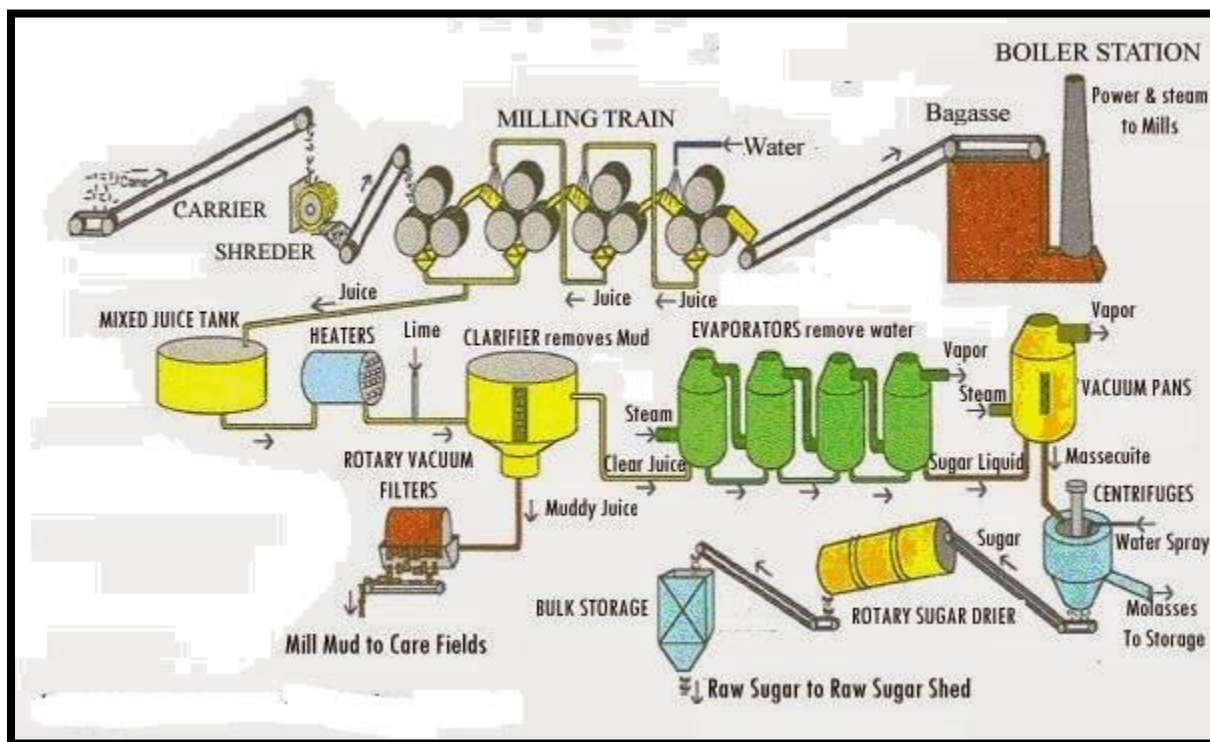 BOILER STATION
Power & steam
to Mills
MILLING TRAIN
Bagasse
Water
Cane
CARRIER
SHREDER
Juice
Juice
Juice
MIXED JUICE TANK
HEATERS
Lime
CLARIFIER removes Mud
EVAPORATORS remove water
Vapor
Vapor
Steam
Steam
VACUUM PANS
ROTARY VACUUM
FILTERS
Clear Juice
Sugar Liquid
Massecuite
Muddy Juice
CENTRIFUGES
Water Spray
Sugar
BULK STORAGE
ROTARY SUGAR DRIER
Molasses
To Storage
Mill Mud to Care Fields
Raw Sugar to Raw Sugar Shed